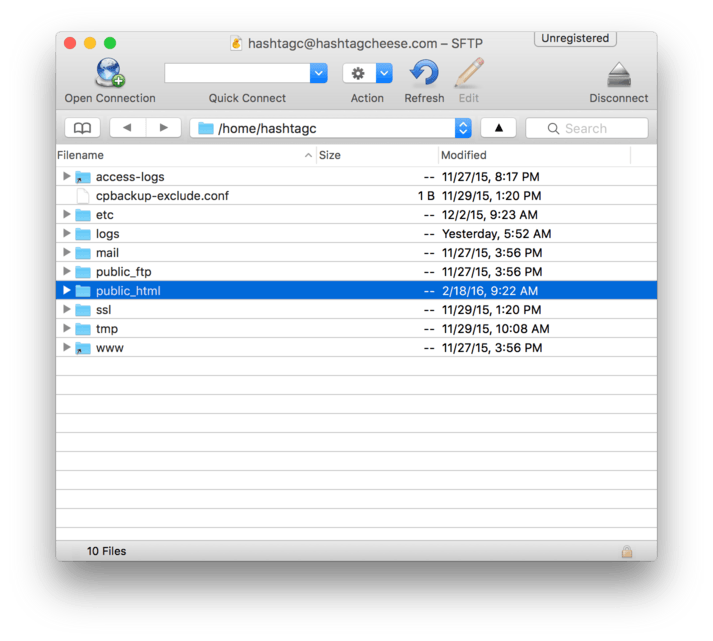 hashtagc@hashtagcheese.com – SFTP
Unregistered
Open Connection Quick Connect Action Refresh Edit Disconnect
/home/hashtagc Search
Filename Size Modified
access-logs -- 11/27/15, 8:17 PM
cpbackup-exclude.conf 1 B 11/29/15, 1:20 PM
etc -- 12/2/15, 9:23 AM
logs -- Yesterday, 5:52 AM
mail -- 11/27/15, 3:56 PM
public_ftp -- 11/27/15, 3:56 PM
public_html -- 2/18/16, 9:22 AM
ssl -- 11/29/15, 1:20 PM
tmp -- 11/29/15, 10:08 AM
www -- 11/27/15, 3:56 PM
10 Files